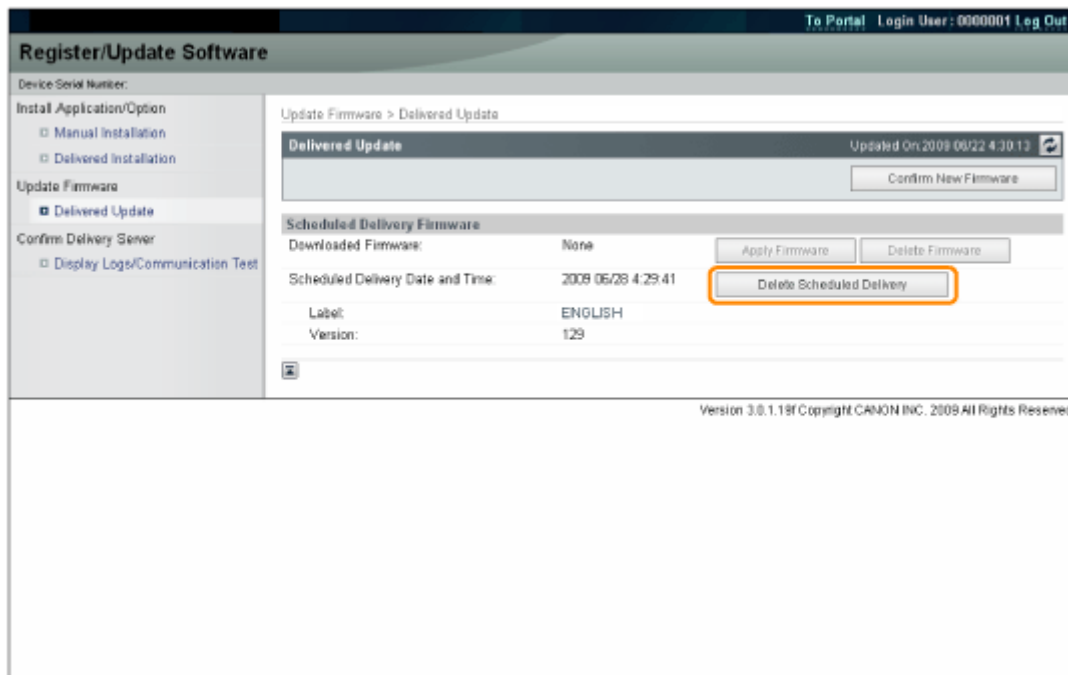 To Portal Login User : 0000001 Log Out
Register/Update Software
Device Serial Number:
Install Application/Option
Manual Installation
Delivered Installation
Update Firmware
Delivered Update
Confirm Delivery Server
Display Logs/Communication Test
Update Firmware > Delivered Update
Delivered Update Updated On:2009 06/22 4:30:13
Confirm New Firmware
Scheduled Delivery Firmware
Downloaded Firmware: None Apply Firmware Delete Firmware
Scheduled Delivery Date and Time: 2009 06/28 4:29:41 Delete Scheduled Delivery
Label: ENGLISH
Version: 129
Version 3.0.1.19f Copyright CANON INC. 2009 All Rights Reserved